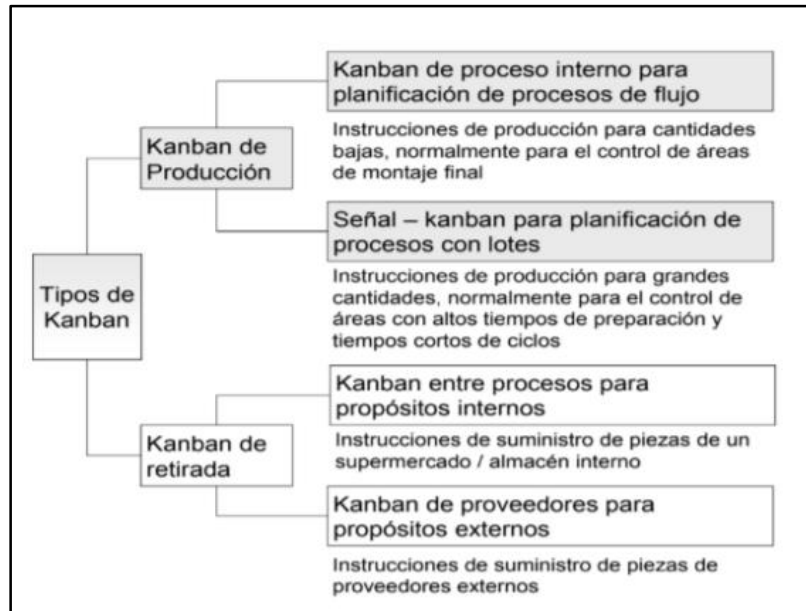 Tipos de
Kanban
Kanban de
Producción
Kanban de proceso interno para
planificación de procesos de flujo
Instrucciones de producción para cantidades
bajas, normalmente para el control de áreas
de montaje final
Señal – kanban para planificación de
procesos con lotes
Instrucciones de producción para grandes
cantidades, normalmente para el control de
áreas con altos tiempos de preparación y
tiempos cortos de ciclos
Kanban de
retirada
Kanban entre procesos para
propósitos internos
Instrucciones de suministro de piezas de un
supermercado / almacén interno
Kanban de proveedores para
propósitos externos
Instrucciones de suministro de piezas de
proveedores externos